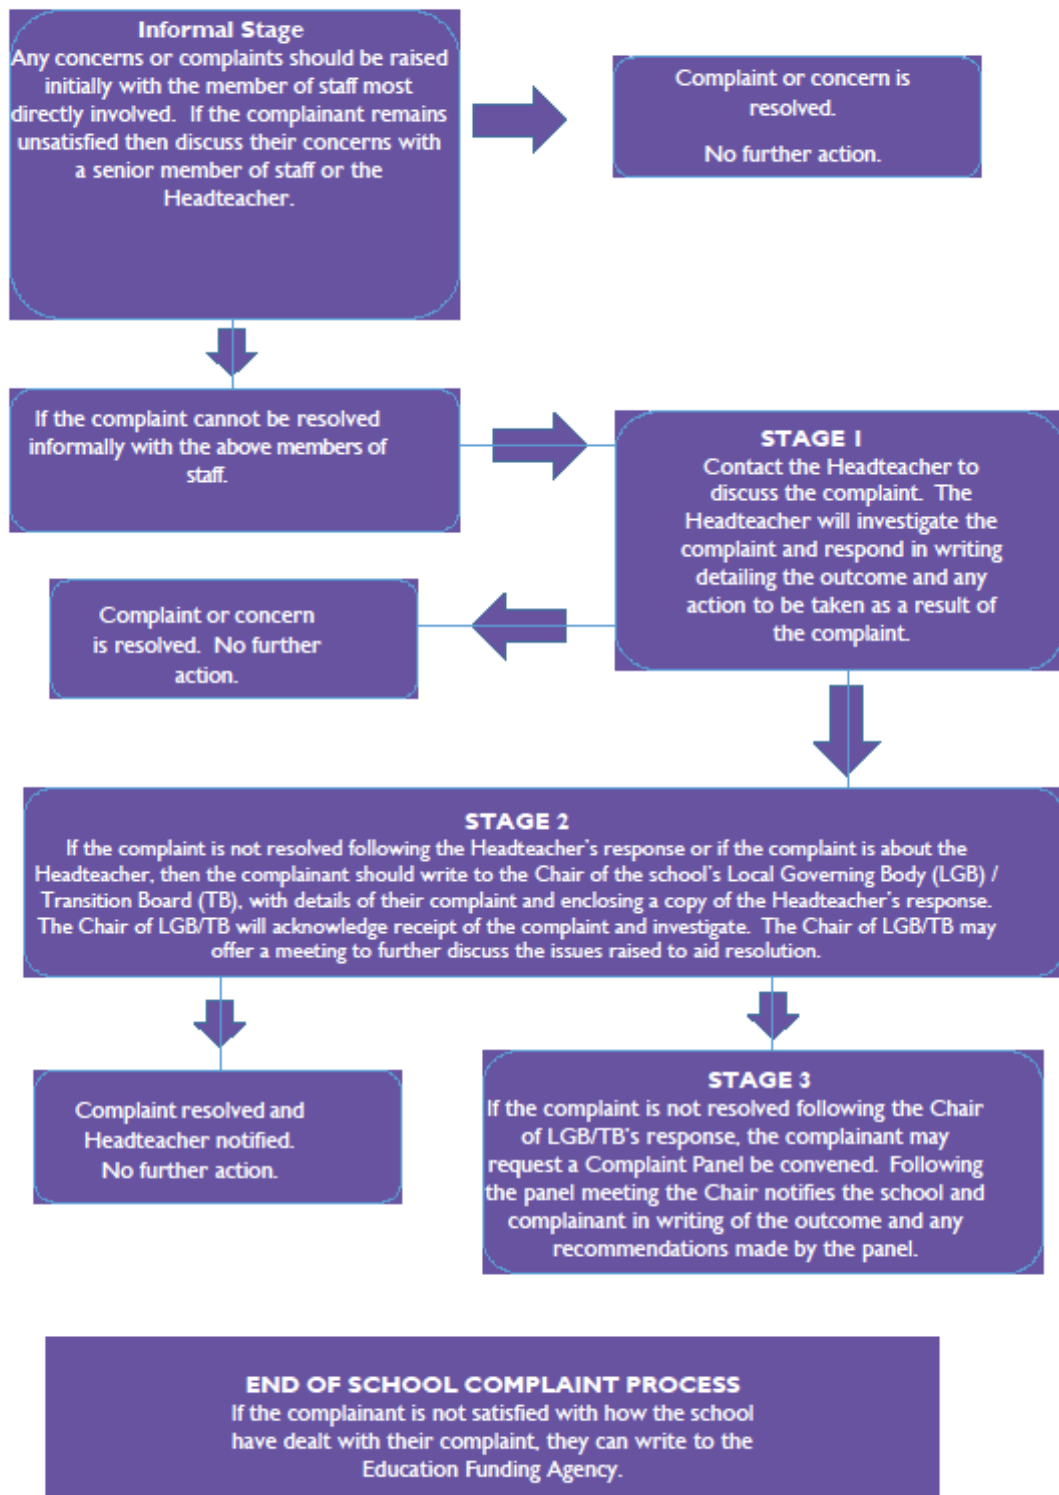 Informal Stage
Any concerns or complaints should be raised
initially with the member of staff most
directly involved. If the complainant remains
unsatisfied then discuss their concerns with
a senior member of staff or the
Headteacher.
Complaint or concern is
resolved.
No further action.
If the complaint cannot be resolved
informally with the above members of
staff.
STAGE 1
Contact the Headteacher to
discuss the complaint. The
Headteacher will investigate the
complaint and respond in writing
detailing the outcome and any
action to be taken as a result of
the complaint.
Complaint or concern
is resolved. No further
action.
STAGE 2
If the complaint is not resolved following the Headteacher's response or if the complaint is about the
Headteacher, then the complainant should write to the Chair of the school's Local Governing Body (LGB) /
Transition Board (TB), with details of their complaint and enclosing a copy of the Headteacher's response.
The Chair of LGB/TB will acknowledge receipt of the complaint and investigate. The Chair of LGB/TB may
offer a meeting to further discuss the issues raised to aid resolution.
Complaint resolved and
Headteacher notified.
No further action.
STAGE 3
If the complaint is not resolved following the Chair
of LGB/TB's response, the complainant may
request a Complaint Panel be convened. Following
the panel meeting the Chair notifies the school and
complainant in writing of the outcome and any
recommendations made by the panel.
END OF SCHOOL COMPLAINT PROCESS
If the complainant is not satisfied with how the school
have dealt with their complaint, they can write to the
Education Funding Agency.